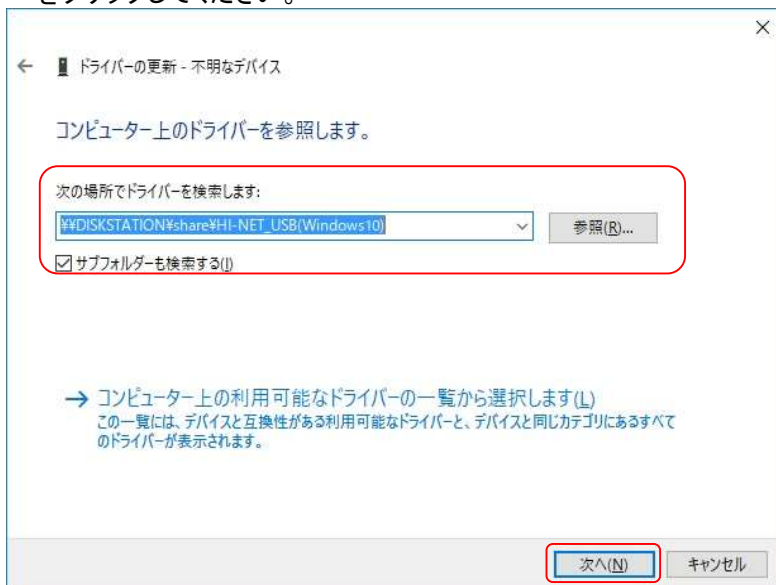 をクリックしてください。
ドライバーの更新 - 不明なデバイス
コンピューター上のドライバーを参照します。
次の場所でドライバーを検索します:
¥¥DISKSTATION¥share¥HI-NET_USB(Windows10)
参照(R)...
サブフォルダーも検索する(I)
→ コンピューター上の利用可能なドライバーの一覧から選択します(L)
この一覧には、デバイスと互換性がある利用可能なドライバーと、デバイスと同じカテゴリにあるすべて
のドライバーが表示されます。
次へ(N)
キャンセル